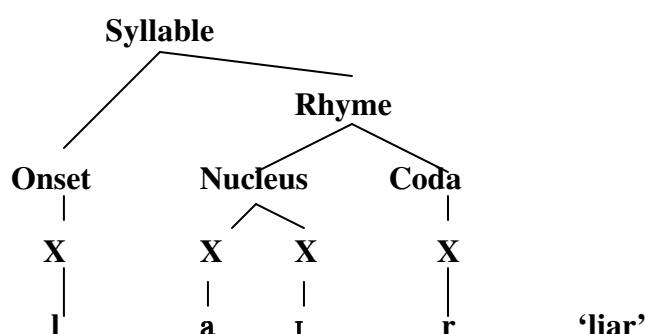 Syllable
Rhyme
Onset Nucleus Coda
X X X X
l a ɪ r ‘liar’